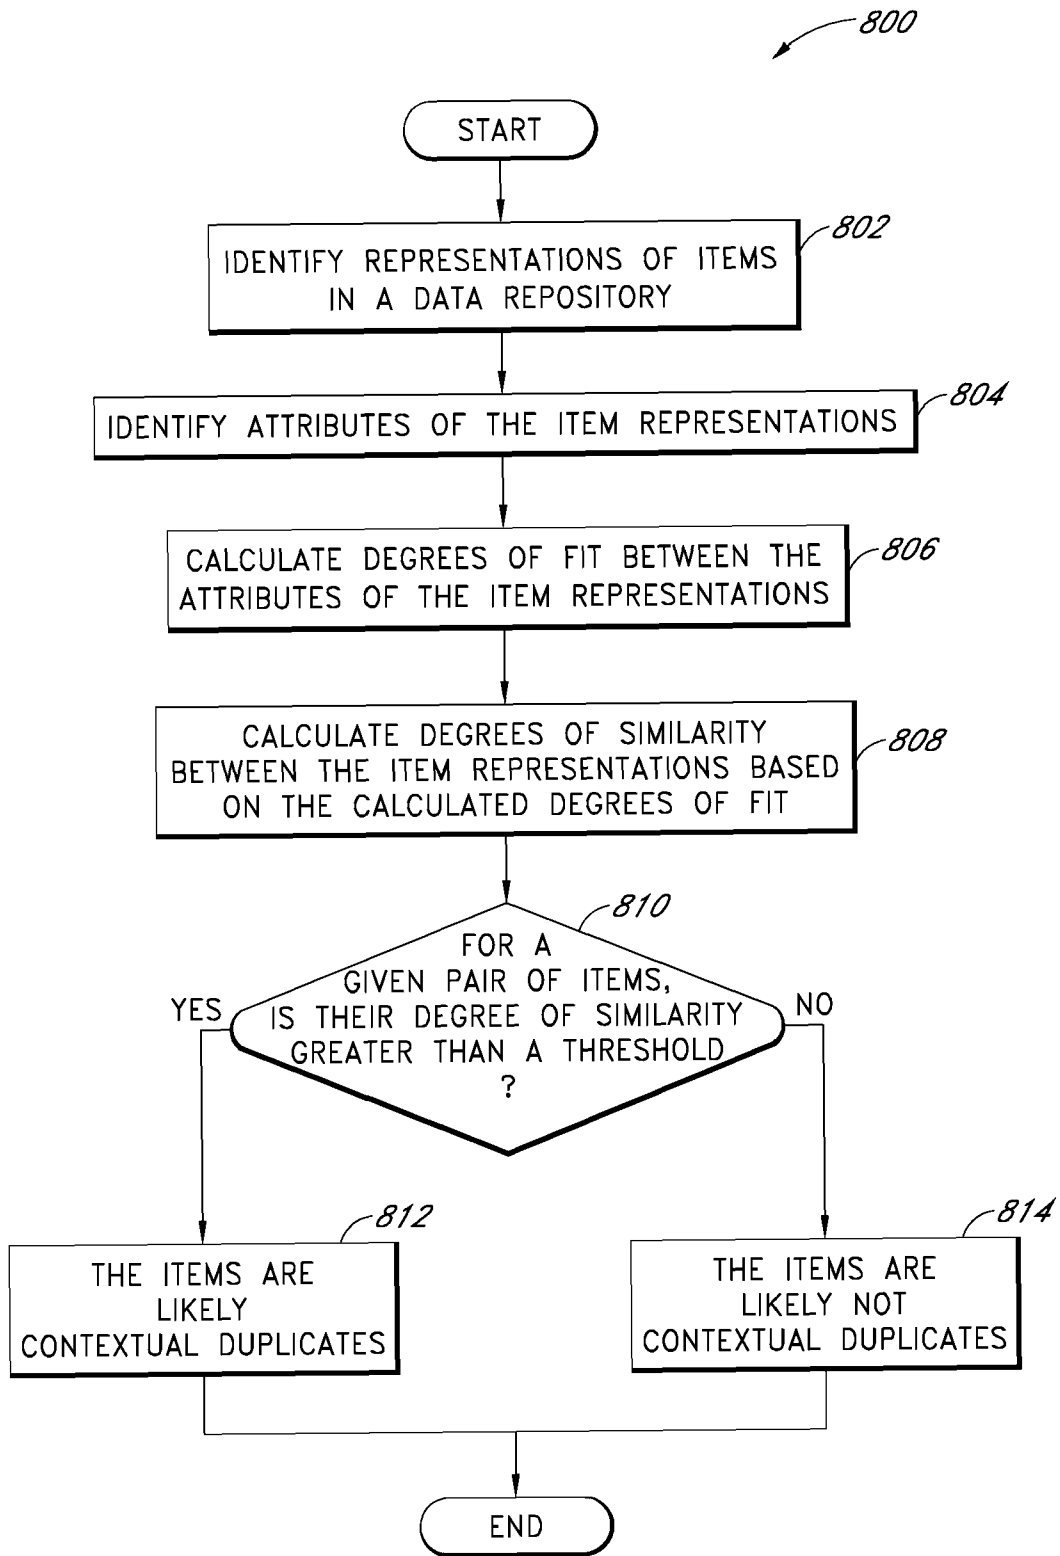 800
START
802
IDENTIFY REPRESENTATIONS OF ITEMS
IN A DATA REPOSITORY
804
IDENTIFY ATTRIBUTES OF THE ITEM REPRESENTATIONS
806
CALCULATE DEGREES OF FIT BETWEEN THE
ATTRIBUTES OF THE ITEM REPRESENTATIONS
808
CALCULATE DEGREES OF SIMILARITY
BETWEEN THE ITEM REPRESENTATIONS BASED
ON THE CALCULATED DEGREES OF FIT
810
FOR A
GIVEN PAIR OF ITEMS,
IS THEIR DEGREE OF SIMILARITY
GREATER THAN A THRESHOLD
?
YES
NO
812
THE ITEMS ARE
LIKELY
CONTEXTUAL DUPLICATES
814
THE ITEMS ARE
LIKELY NOT
CONTEXTUAL DUPLICATES
END